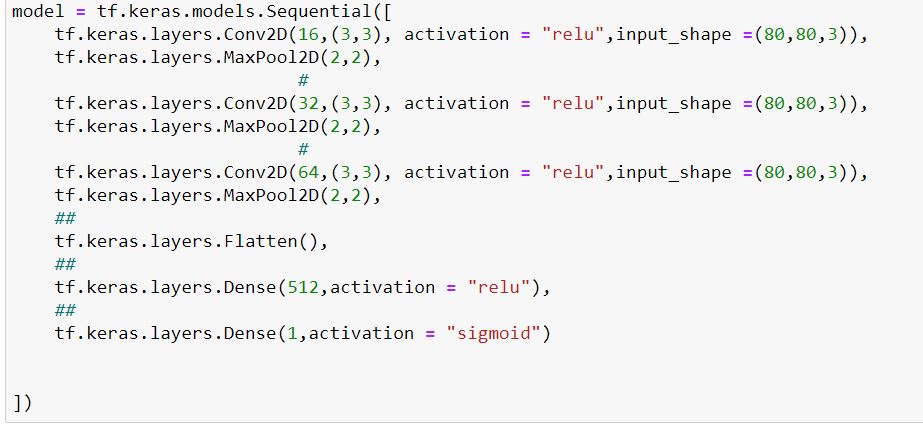 model = tf.keras.models.Sequential([
    tf.keras.layers.Conv2D(16,(3,3), activation = "relu",input_shape =(80,80,3)),
    tf.keras.layers.MaxPool2D(2,2),
                           #
    tf.keras.layers.Conv2D(32,(3,3), activation = "relu",input_shape =(80,80,3)),
    tf.keras.layers.MaxPool2D(2,2),
                           #
    tf.keras.layers.Conv2D(64,(3,3), activation = "relu",input_shape =(80,80,3)),
    tf.keras.layers.MaxPool2D(2,2),
    ##
    tf.keras.layers.Flatten(),
    ##
    tf.keras.layers.Dense(512,activation = "relu"),
    ##
    tf.keras.layers.Dense(1,activation = "sigmoid")
])